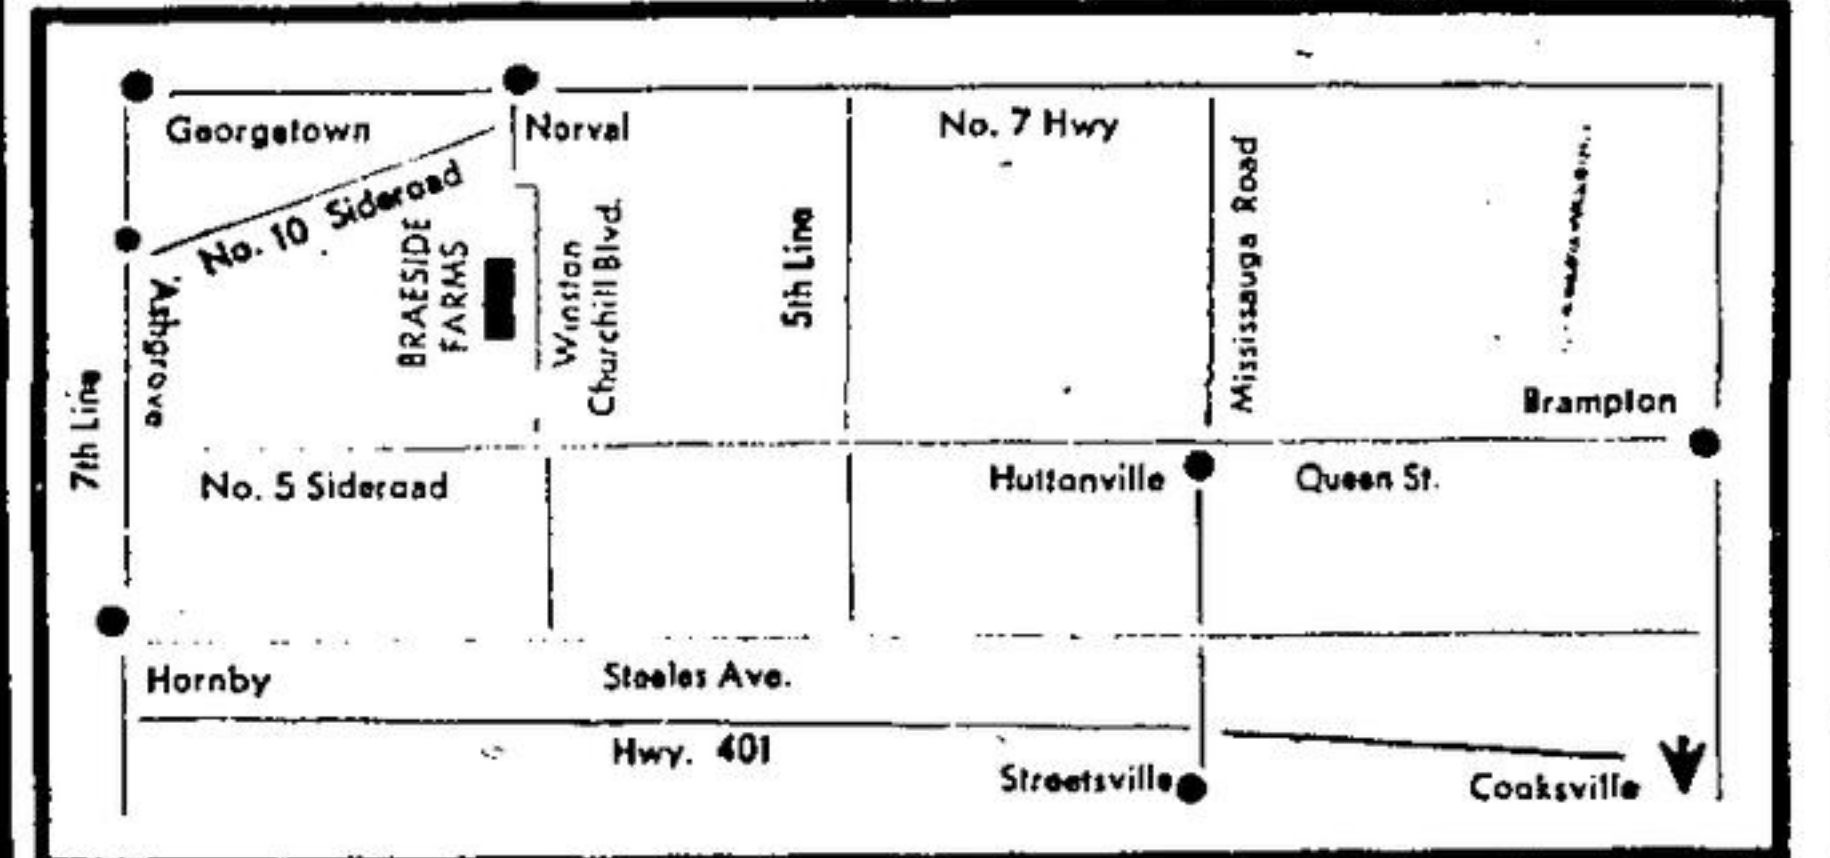 Georgetown
Norval
No. 7 Hwy
No. 10 Sideroad
BRAESIDE
FARMS
Winston
Churchill Blvd.
5th Line
Mississauga Road
Ashgrove
7th Line
Brampton
No. 5 Sideroad
Huttonville
Queen St.
Hornby
Steeles Ave.
Hwy. 401
Streetsville
Cooksville